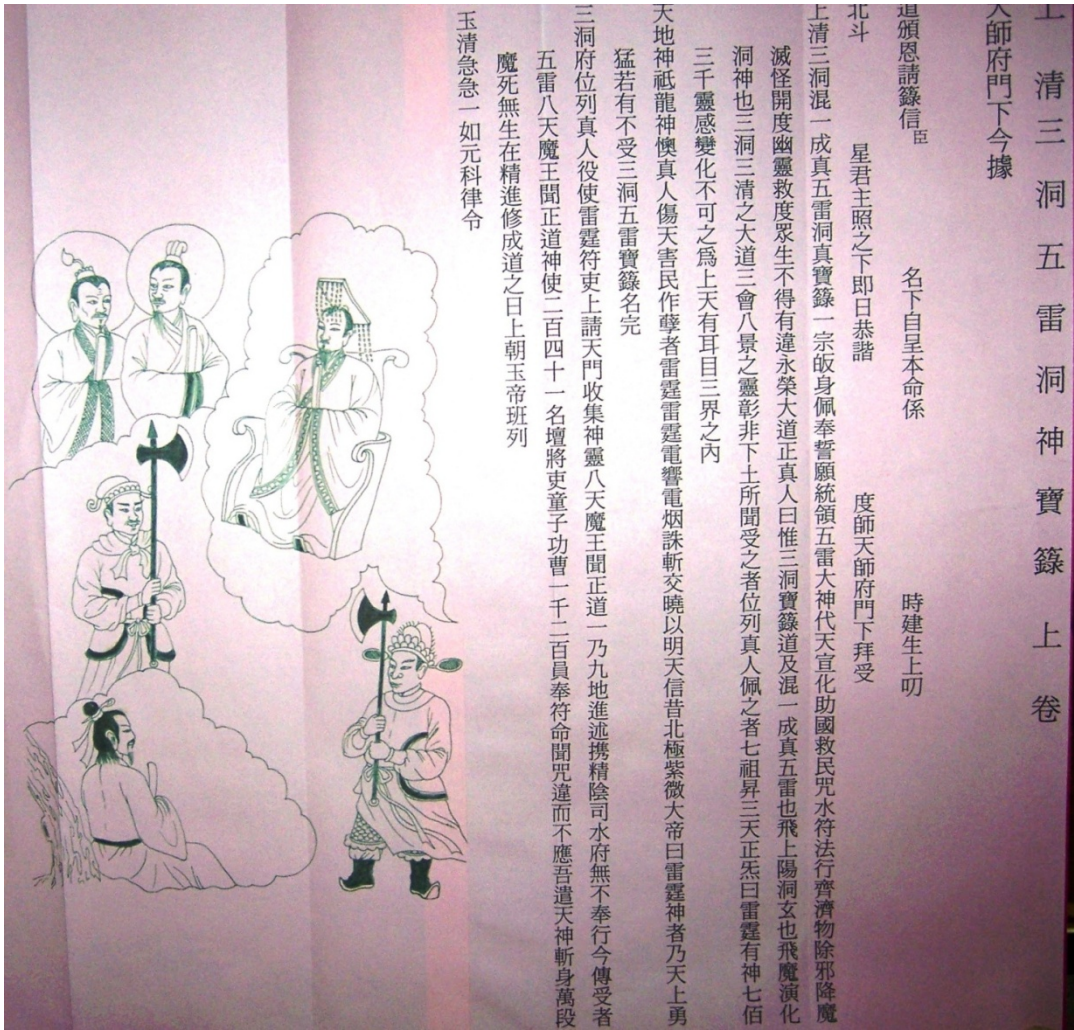 上清三洞五雷洞神寶籙上卷
天師府門下今據
道頒恩請籙信臣 名下自呈本命係 時建生上叨
北斗 星君主照之下即日恭諧 度師天師府門下拜受
上清三洞混一成真五雷洞真寶籙一宗皈身佩奉誓願統領五雷大神代天宣化助國救民咒水符法行齊濟物除邪降魔
滅怪開度幽靈救度眾生不得有違永榮大道正真人曰惟三洞寶籙道及混一成真五雷也飛上陽洞玄也飛魔演化
洞神也三洞三清之大道三會八景之靈彰非下土所聞受之者位列真人佩之者七祖昇三天正炁曰雷霆有神七佰
三千靈感變化不可之為上天有耳目三界之內
天地神祇龍神懊真人傷天害民作孽者雷霆雷霆電響電烟誅斬交曉以明天信昔北極紫微大帝曰雷霆神者乃天上勇
猛若有不受三洞五雷寶籙名完
三洞府位列真人役使雷霆符吏上請天門收集神靈八天魔王聞正道一乃九地進述携精陰司水府無不奉行今傳受者
五雷八天魔王聞正道神使二百四十一名壇將吏童子功曹一千二百員奉符命聞咒違而不應吾遣天神斬身萬段
魔死無生在精進修成道之日上朝玉帝班列
玉清急急一如元科律令